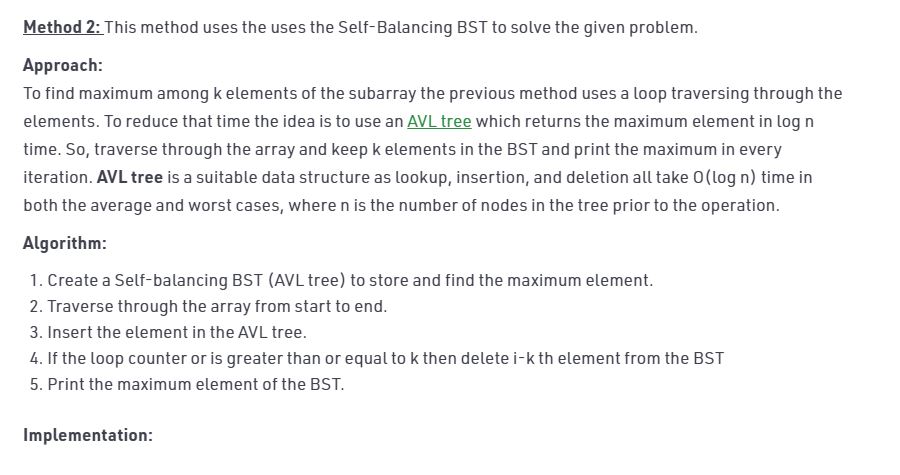 Method 2: This method uses the uses the Self-Balancing BST to solve the given problem.
Approach:
To find maximum among k elements of the subarray the previous method uses a loop traversing through the
elements. To reduce that time the idea is to use an AVL tree which returns the maximum element in log n
time. So, traverse through the array and keep k elements in the BST and print the maximum in every
iteration. AVL tree is a suitable data structure as lookup, insertion, and deletion all take O(log n) time in
both the average and worst cases, where n is the number of nodes in the tree prior to the operation.
Algorithm:
1. Create a Self-balancing BST (AVL tree) to store and find the maximum element.
2. Traverse through the array from start to end.
3. Insert the element in the AVL tree.
4. If the loop counter or is greater than or equal to k then delete i-k th element from the BST
5. Print the maximum element of the BST.
Implementation: